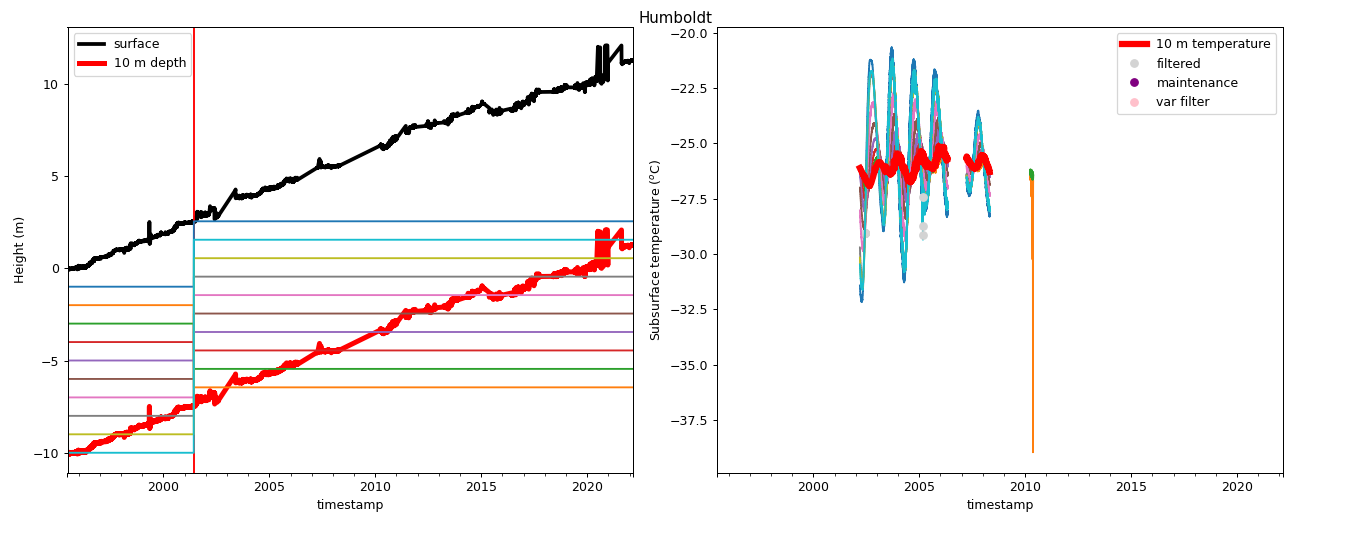 Humboldt
surface
10 m depth
10
5
0
−5
−10
Height (m)
2000
2005
2010
2015
2020
timestamp
10 m temperature
filtered
maintenance
var filter
−20.0
−22.5
−25.0
−27.5
−30.0
−32.5
−35.0
−37.5
Subsurface temperature (°C)
2000
2005
2010
2015
2020
timestamp